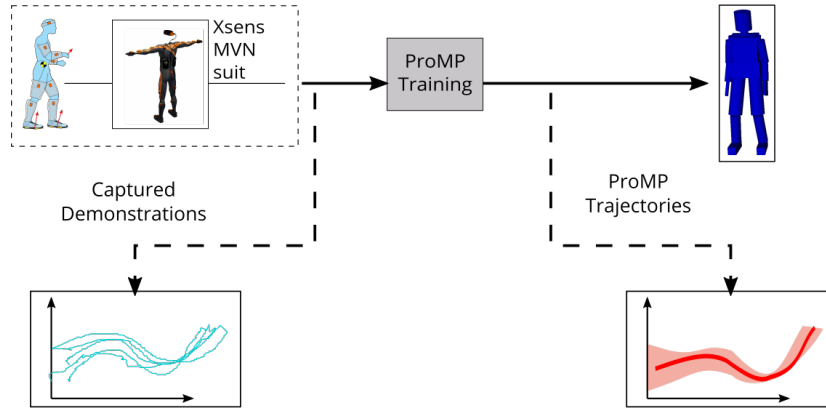 Xsens
MVN
suit
ProMP
Training
Captured
Demonstrations
ProMP
Trajectories